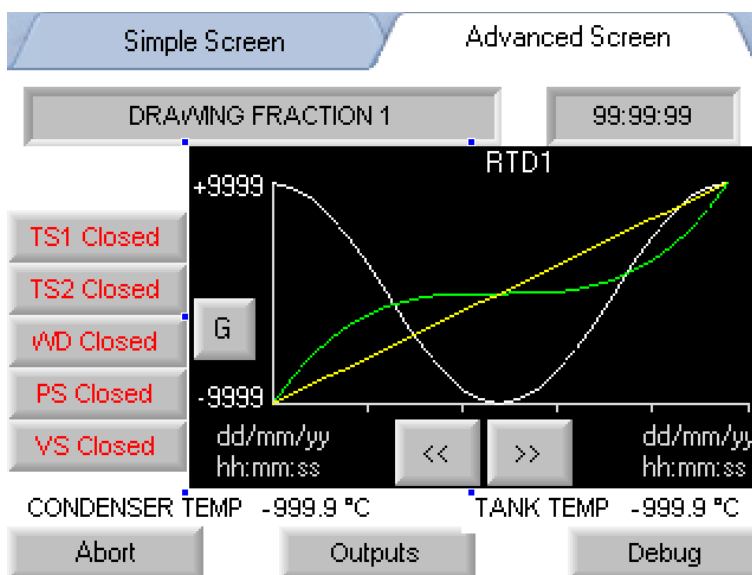 Simple Screen
Advanced Screen
DRAWING FRACTION 1
99:99:99
RTD1
+9999
TS1 Closed
TS2 Closed
G
WD Closed
PS Closed
-9999
VS Closed
dd/mm/yy
hh:mm:ss
<<
>>
dd/mm/yy
hh:mm:ss
CONDENSER TEMP -999.9 °C
TANK TEMP -999.9 °C
Abort
Outputs
Debug